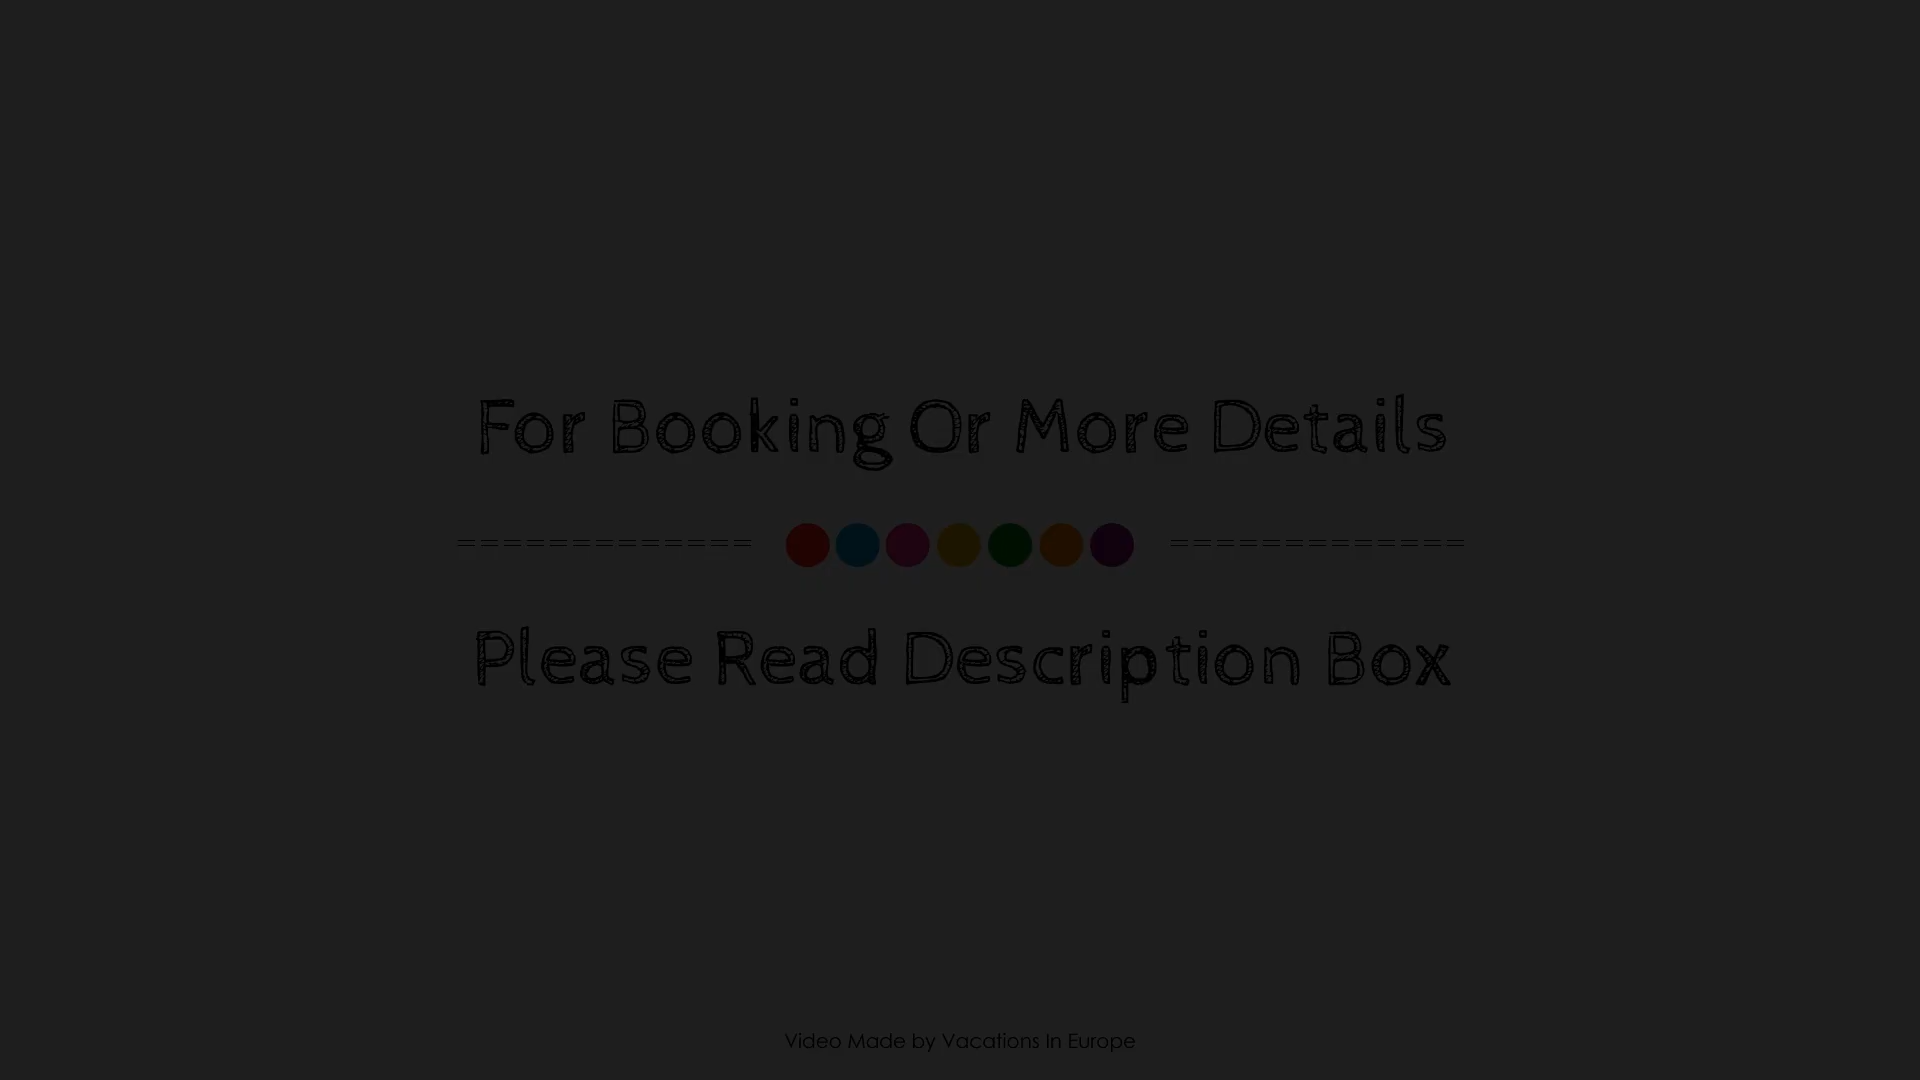 For Booking Or More Details
============= =============
Please Read Description Box
Video Made by Vacations In Europe